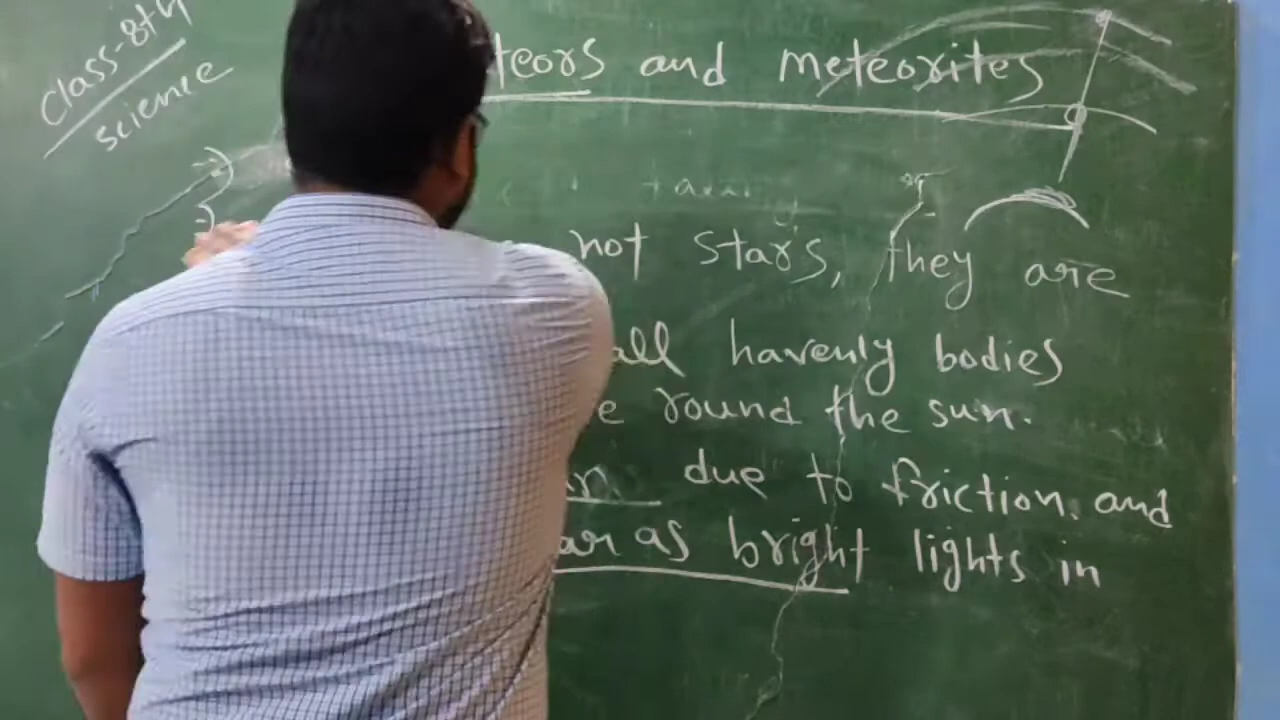 class-8th
science
teors and meteorites
not stars, they are
all havenly bodies
e round the sun.
due to friction. and
ar as bright lights in